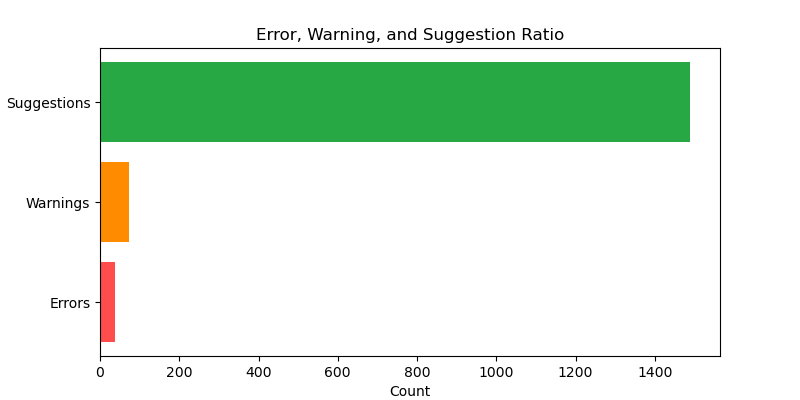 Error, Warning, and Suggestion Ratio
Suggestions
Warnings
Errors
0 200 400 600 800 1000 1200 1400
Count